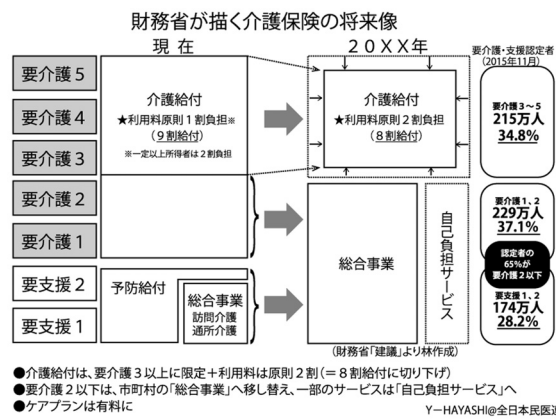 財務省が描く介護保険の将来像
現在
20XX年
要介護・支援認定者
(2015年11月)
要介護5
要介護4
要介護3
要介護2
要介護1
要支援2
要支援1
介護給付
★利用料原則1割負担※
(9割給付)
※一定以上所得者は2割負担
予防給付
総合事業
訪問介護
通所介護
介護給付
★利用料原則2割負担
(8割給付)
総合事業
自己負担サービス
(財務省「建議」より林作成)
要介護3~5
215万人
34.8%
要介護1、2
229万人
37.1%
認定者の
65%が
要介護2以下
要支援1、2
174万人
28.2%
●介護給付は、要介護3以上に限定+利用料は原則2割(=8割給付に切り下げ)
●要介護2以下は、市町村の「総合事業」へ移し替え、一部のサービスは「自己負担サービス」へ
●ケアプランは有料に
Y-HAYASHI@全日本民医連